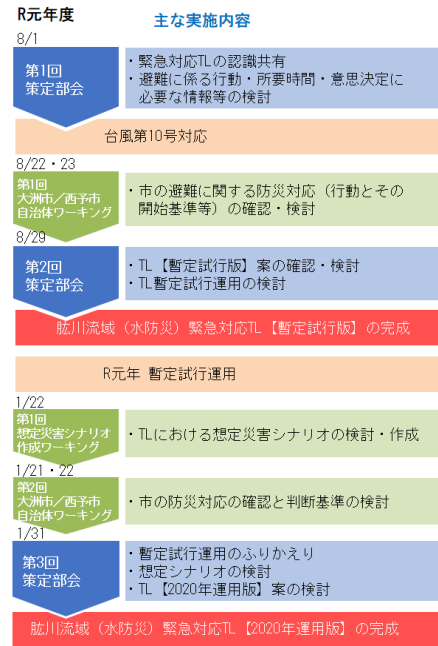 R元年度
主な実施内容
8/1
第1回
策定部会
・緊急対応TLの認識共有
・避難に係る行動・所要時間・意思決定に
必要な情報等の検討
台風第10号対応
8/22・23
第1回
大洲市／西予市
自治体ワーキング
・市の避難に関する防災対応（行動とその
開始基準等）の確認・検討
8/29
第2回
策定部会
・TL【暫定試行版】案の確認・検討
・TL暫定試行運用の検討
肱川流域（水防災）緊急対応TL【暫定試行版】の完成
R元年 暫定試行運用
1/22
第1回
想定災害シナリオ
作成ワーキング
・TLにおける想定災害シナリオの検討・作成
1/21・22
第2回
大洲市／西予市
自治体ワーキング
・市の防災対応の確認と判断基準の検討
1/31
第3回
策定部会
・暫定試行運用のふりかえり
・想定シナリオの検討
・TL【2020年運用版】案の検討
肱川流域（水防災）緊急対応TL【2020年運用版】の完成